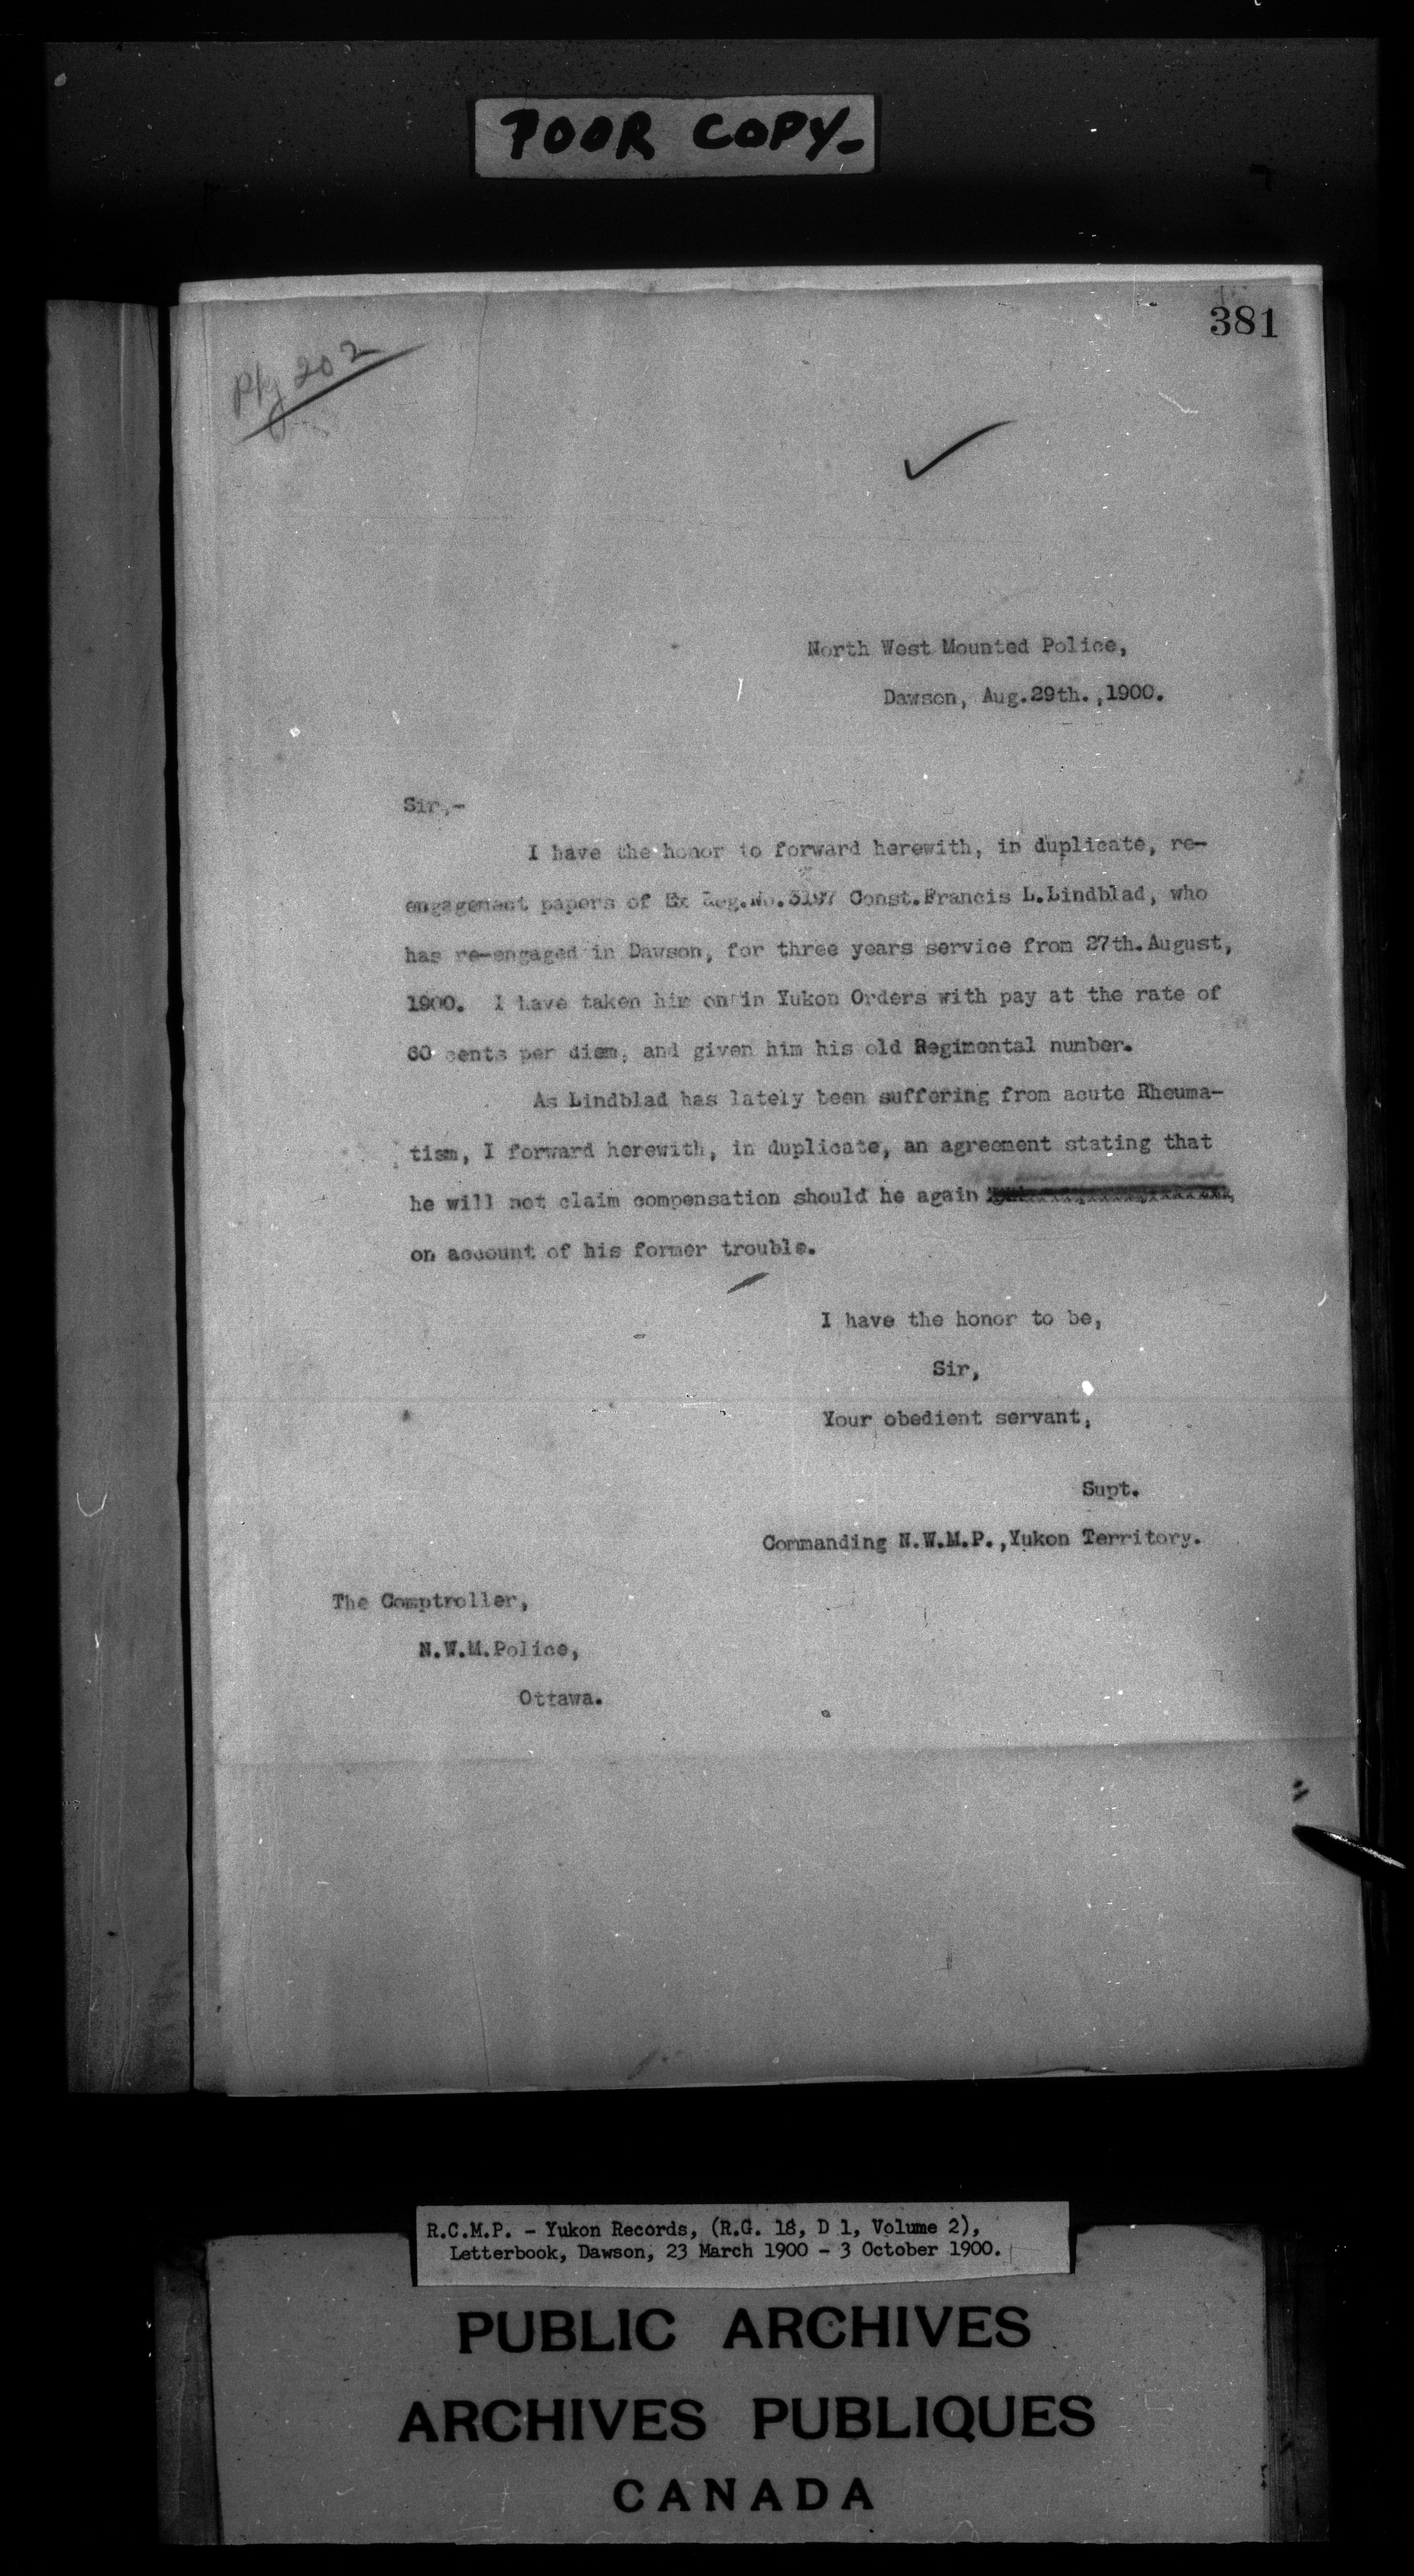 POOR COPY-
381
202
North West Mounted Police,
Dawson, Aug.29th.,1900.
Sir,-
I have the honor to forward herewith, in duplicate, re-
engagement papers of Ex Reg.No.3197 Const.Francis L.Lindblad, who
has re-engaged in Dawson, for three years service from 27th.August,
1900. I have taken him on in Yukon Orders with pay at the rate of
60 cents per diem, and given him his old Regimental number.
As Lindblad has lately been suffering from acute Rheuma-
tism, I forward herewith, in duplicate, an agreement stating that
he will not claim compensation should he again
on account of his former trouble.
I have the honor to be,
Sir,
Your obedient servant,
Supt.
Commanding N.W.M.P.,Yukon Territory.
The Comptroller,
N.W.M.Police,
Ottawa.
R.C.M.P. - Yukon Records, (R.G. 18, D 1, Volume 2),
Letterbook, Dawson, 23 March 1900 - 3 October 1900.
PUBLIC ARCHIVES
ARCHIVES PUBLIQUES
CANADA